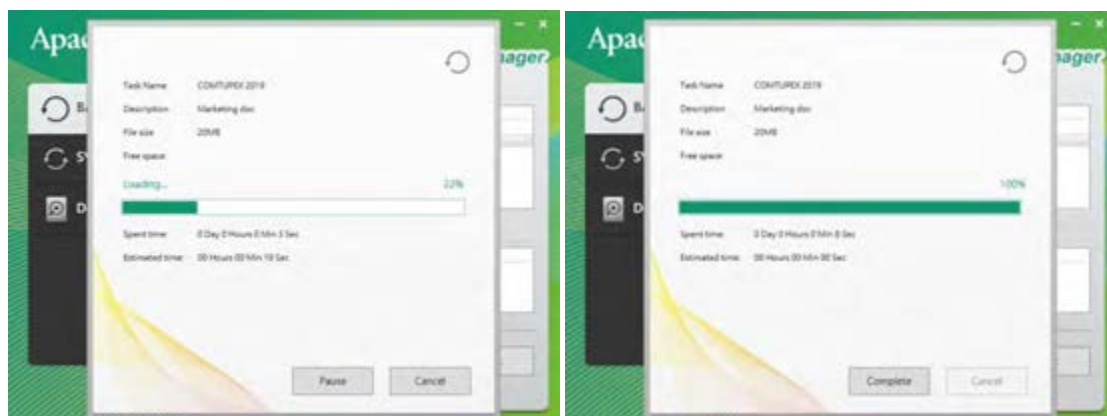 Apac
ager
B
S
D
Task Name COMTUPEX 2019
Description Marketing doc
File size 20MB
Free space
Loading... 22%
Spent time 0 Day 0 Hours 0 Min 3 Sec
Estimated time 00 Hours 00 Min 10 Sec
Pause Cancel
Apac
ager
B
S
D
Task Name COMTUPEX 2019
Description Marketing doc
File size 20MB
Free space
100%
Spent time 0 Day 0 Hours 0 Min 8 Sec
Estimated time 00 Hours 00 Min 00 Sec
Complete Cancel